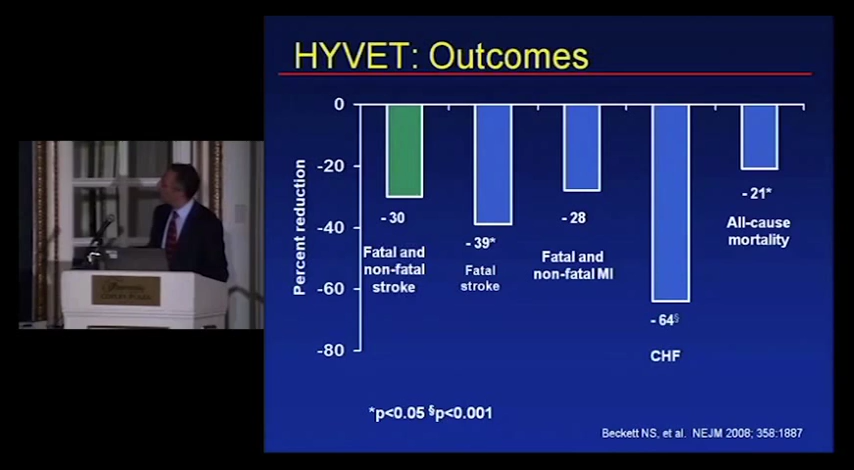 HYVET: Outcomes
Percent reduction
0
-20
-40
-60
-80
- 30
Fatal and
non-fatal
stroke
- 39*
Fatal
stroke
- 28
Fatal and
non-fatal MI
- 64§
CHF
- 21*
All-cause
mortality
*p<0.05 §p<0.001
Beckett NS, et al. NEJM 2008; 358:1887